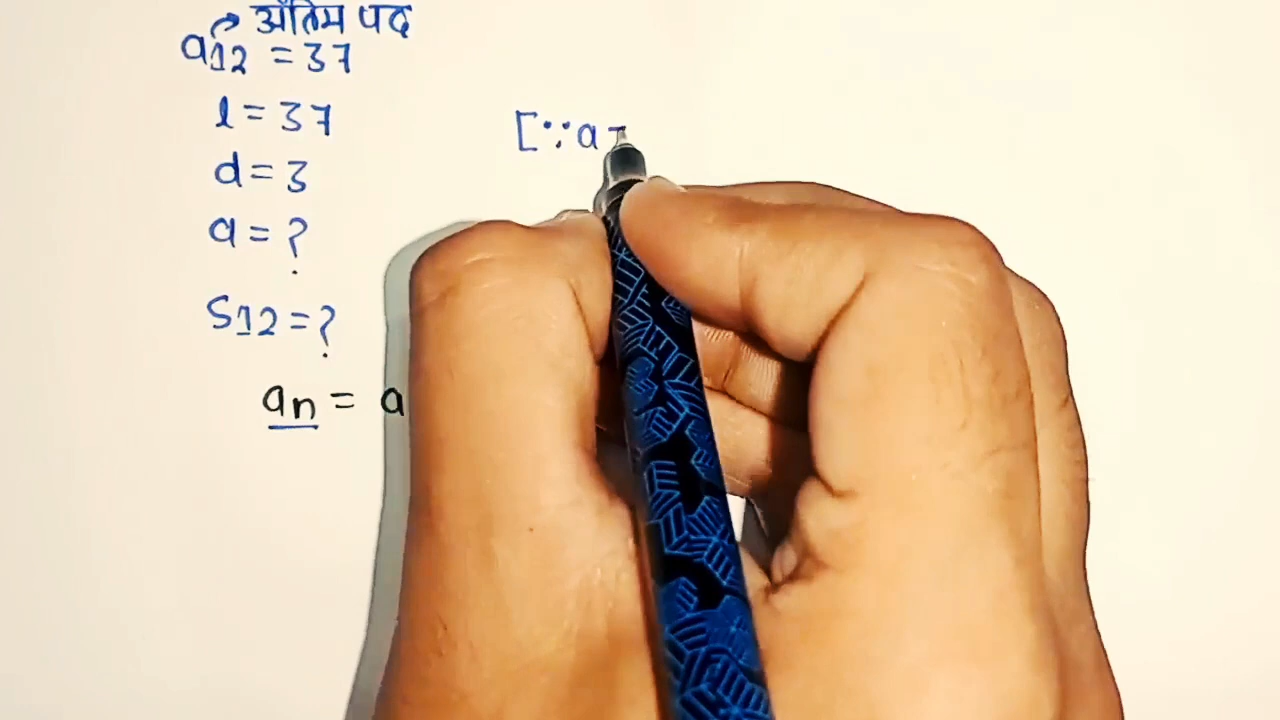 अंतिम पद
a12 = 37
l = 37
[∵ a
d = 3
a = ?
S12 = ?
an = a